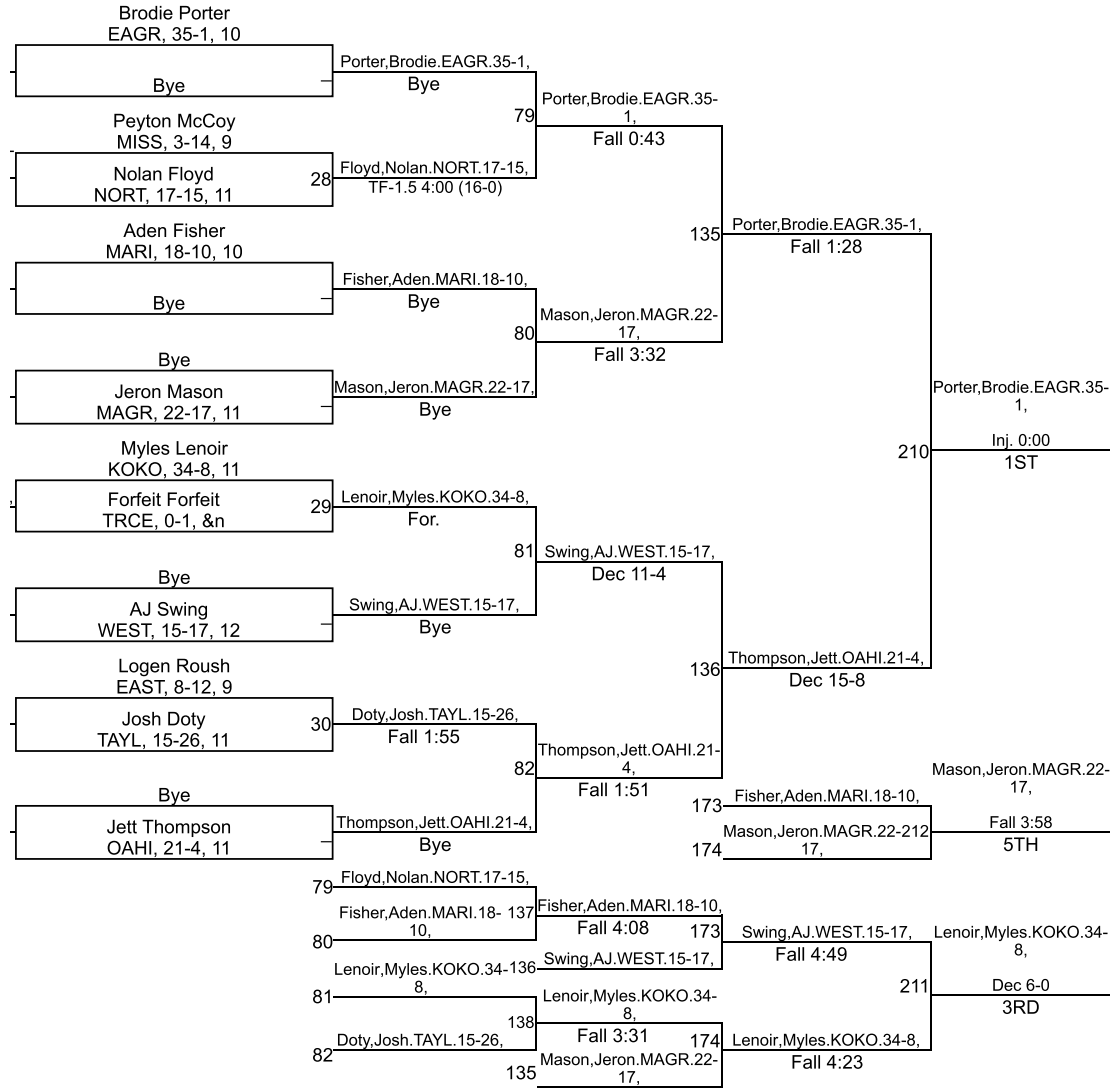 Brodie Porter
EAGR, 35-1, 10
Bye
Porter,Brodie.EAGR.35-1,
Bye
79
Porter,Brodie.EAGR.35-
1,
Fall 0:43
Peyton McCoy
MISS, 3-14, 9
Nolan Floyd
NORT, 17-15, 11
28
Floyd,Nolan.NORT.17-15,
TF-1.5 4:00 (16-0)
135
Porter,Brodie.EAGR.35-1,
Fall 1:28
Aden Fisher
MARI, 18-10, 10
Bye
Fisher,Aden.MARI.18-10,
Bye
80
Mason,Jeron.MAGR.22-
17,
Fall 3:32
Bye
Jeron Mason
MAGR, 22-17, 11
Mason,Jeron.MAGR.22-17,
Bye
210
Porter,Brodie.EAGR.35-
1,
Inj. 0:00
1ST
Myles Lenoir
KOKO, 34-8, 11
Forfeit Forfeit
TRCE, 0-1, &n
29
Lenoir,Myles.KOKO.34-8,
For.
81
Swing,AJ.WEST.15-17,
Dec 11-4
Bye
AJ Swing
WEST, 15-17, 12
Swing,AJ.WEST.15-17,
Bye
136
Thompson,Jett.OAHI.21-4,
Dec 15-8
Logen Roush
EAST, 8-12, 9
Josh Doty
TAYL, 15-26, 11
30
Doty,Josh.TAYL.15-26,
Fall 1:55
82
Thompson,Jett.OAHI.21-
4,
Fall 1:51
Bye
Jett Thompson
OAHI, 21-4, 11
Thompson,Jett.OAHI.21-4,
Bye
173
Fisher,Aden.MARI.18-10,
174
Mason,Jeron.MAGR.22-
17,
212
Mason,Jeron.MAGR.22-
17,
Fall 3:58
5TH
79
Floyd,Nolan.NORT.17-15,
80
Fisher,Aden.MARI.18-
10,
137
Fisher,Aden.MARI.18-10,
Fall 4:08
136
Swing,AJ.WEST.15-17,
173
Swing,AJ.WEST.15-17,
Fall 4:49
81
Lenoir,Myles.KOKO.34-
8,
82
Doty,Josh.TAYL.15-26,
138
Lenoir,Myles.KOKO.34-
8,
Fall 3:31
135
Mason,Jeron.MAGR.22-
17,
174
Lenoir,Myles.KOKO.34-8,
Fall 4:23
211
Lenoir,Myles.KOKO.34-
8,
Dec 6-0
3RD